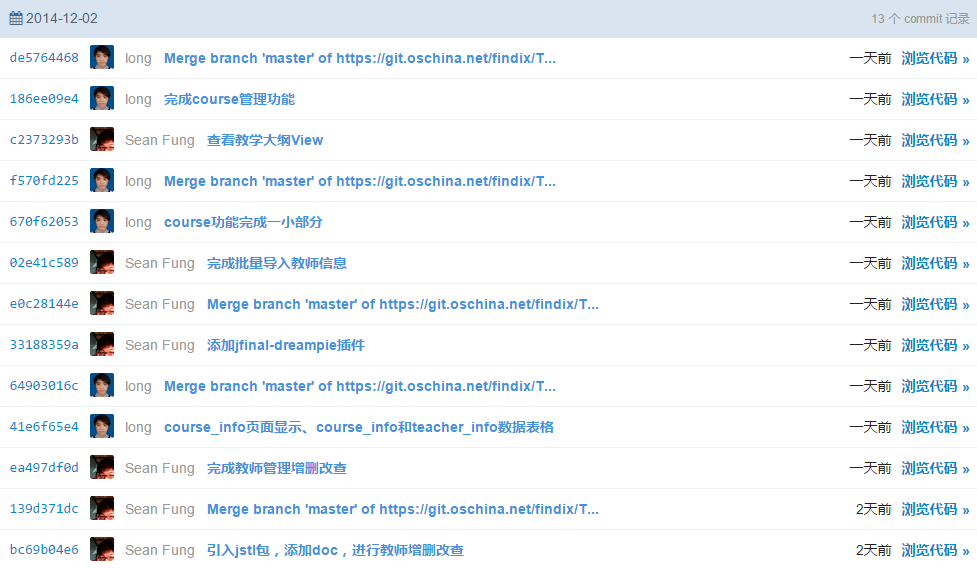 2014-12-02 13 个 commit 记录
de5764468 long Merge branch 'master' of https://git.oschina.net/findix/T... 一天前 浏览代码 »
186ee09e4 long 完成course管理功能 一天前 浏览代码 »
c2373293b Sean Fung 查看教学大纲View 一天前 浏览代码 »
f570fd225 long Merge branch 'master' of https://git.oschina.net/findix/T... 一天前 浏览代码 »
670f62053 long course功能完成一小部分 一天前 浏览代码 »
02e41c589 Sean Fung 完成批量导入教师信息 一天前 浏览代码 »
e0c28144e Sean Fung Merge branch 'master' of https://git.oschina.net/findix/T... 一天前 浏览代码 »
33188359a Sean Fung 添加jfinal-dreampie插件 一天前 浏览代码 »
64903016c long Merge branch 'master' of https://git.oschina.net/findix/T... 一天前 浏览代码 »
41e6f65e4 long course_info页面显示、course_info和teacher_info数据表格 一天前 浏览代码 »
ea497df0d Sean Fung 完成教师管理增删改查 一天前 浏览代码 »
139d371dc Sean Fung Merge branch 'master' of https://git.oschina.net/findix/T... 2天前 浏览代码 »
bc69b04e6 Sean Fung 引入jstl包，添加doc，进行教师增删改查 2天前 浏览代码 »